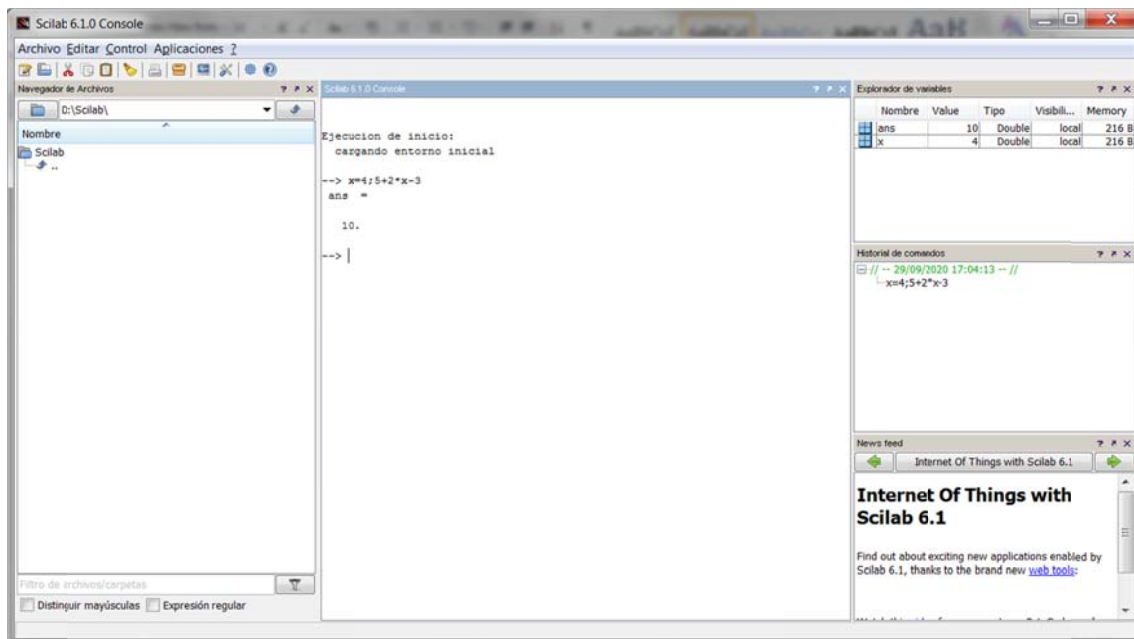 Scilab 6.1.0 Console
Archivo Editar Control Aplicaciones ?
Navegador de Archivos
D:\Scilab\
Nombre
Scilab
..
Filtro de archivos/carpetas
Distinguir mayúsculas Expresión regular
Scilab 6.1.0 Console
Ejecucion de inicio:
cargando entorno inicial
--> x=4;5+2*x-3
ans =
10.
-->
Explorador de variables
Nombre Value Tipo Visibili... Memory
ans 10 Double local 216 B
x 4 Double local 216 B
Historial de comandos
// -- 29/09/2020 17:04:13 -- //
x=4;5+2*x-3
News feed
Internet Of Things with Scilab 6.1
Internet Of Things with
Scilab 6.1
Find out about exciting new applications enabled by
Scilab 6.1, thanks to the brand new web tools: